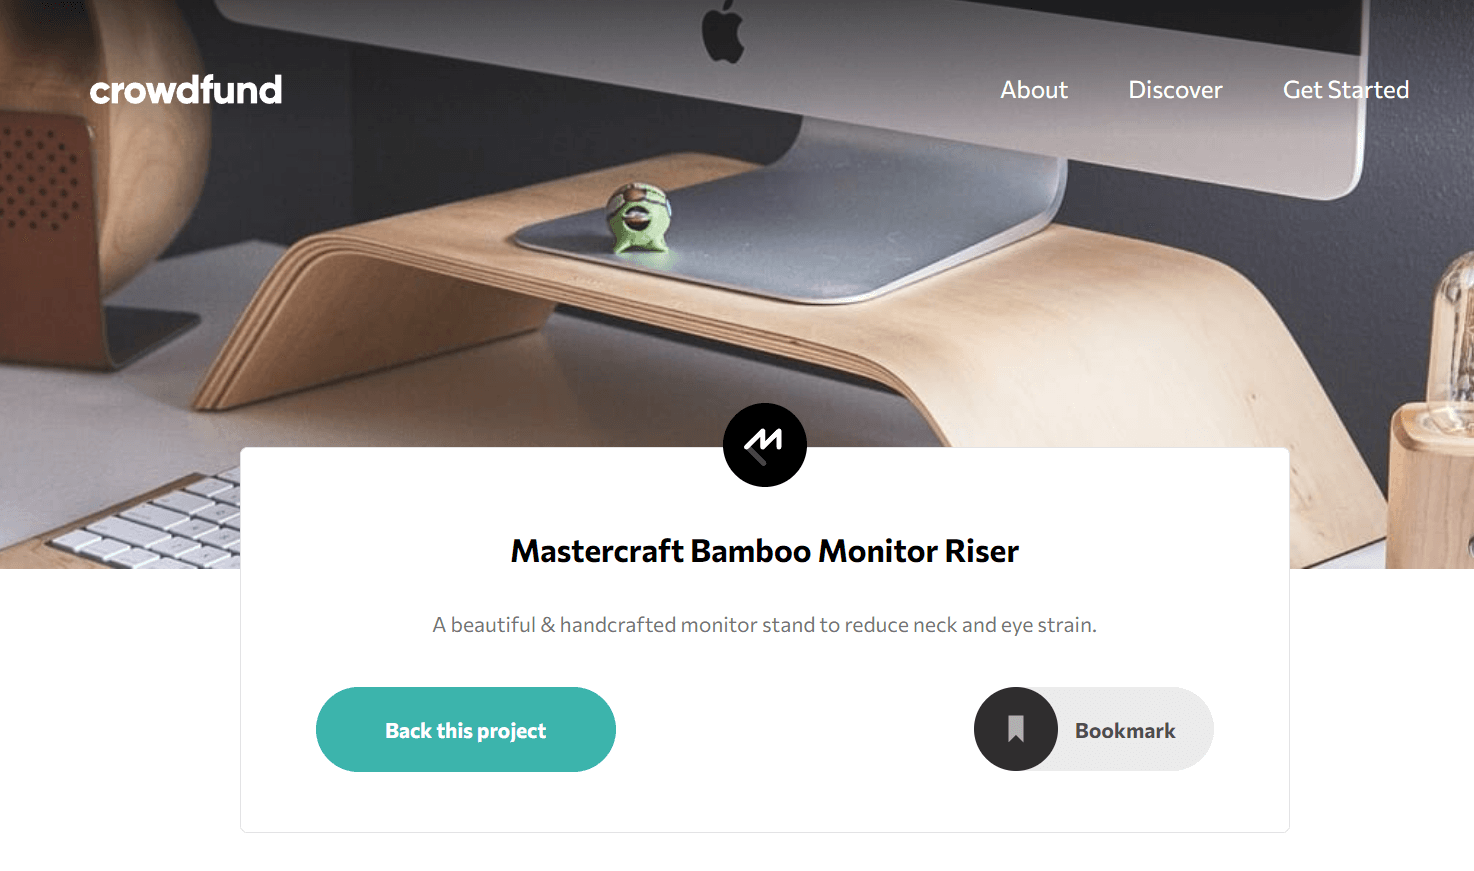 crowdfund
About
Discover
Get Started
Mastercraft Bamboo Monitor Riser
A beautiful & handcrafted monitor stand to reduce neck and eye strain.
Back this project
Bookmark